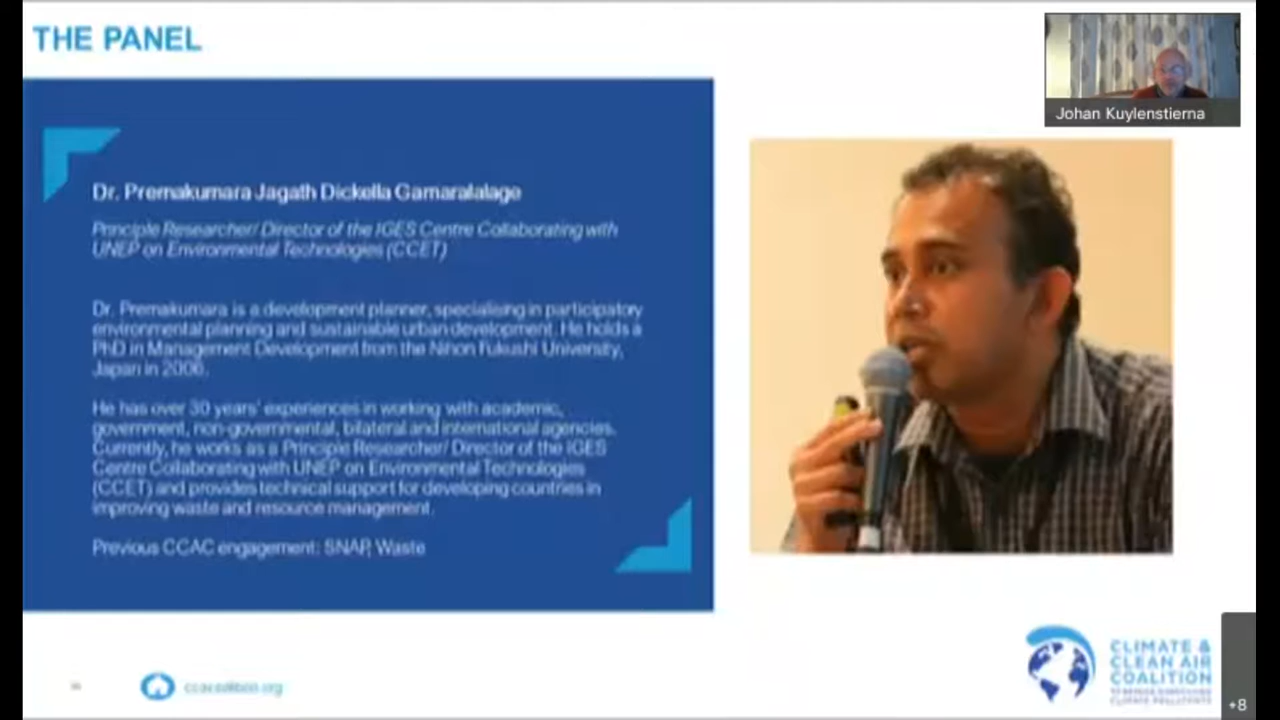 THE PANEL
Johan Kuylenstierna
Dr. Premakumara Jagath Dickella Gamaralalage
Principle Researcher/ Director of the IGES Centre Collaborating with
UNEP on Environmental Technologies (CCET)
Dr. Premakumara is a development planner, specialising in participatory
environmental planning and sustainable urban development. He holds a
PhD in Management Development from the Nihon Fukushi University,
Japan in 2006.
He has over 30 years' experiences in working with academic,
government, non-governmental, bilateral and international agencies.
Currently, he works as a Principle Researcher/ Director of the IGES
Centre Collaborating with UNEP on Environmental Technologies
(CCET) and provides technical support for developing countries in
improving waste and resource management.
Previous CCAC engagement: SNAP, Waste
ccacoalition.org
CLIMATE &
CLEAN AIR
COALITION
+8